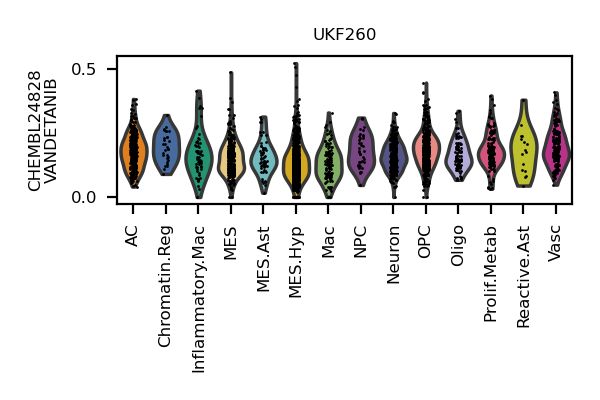 UKF260
CHEMBL24828
VANDETANIB
0.5
0.0
AC
Chromatin.Reg
Inflammatory.Mac
MES
MES.Ast
MES.Hyp
Mac
NPC
Neuron
OPC
Oligo
Prolif.Metab
Reactive.Ast
Vasc